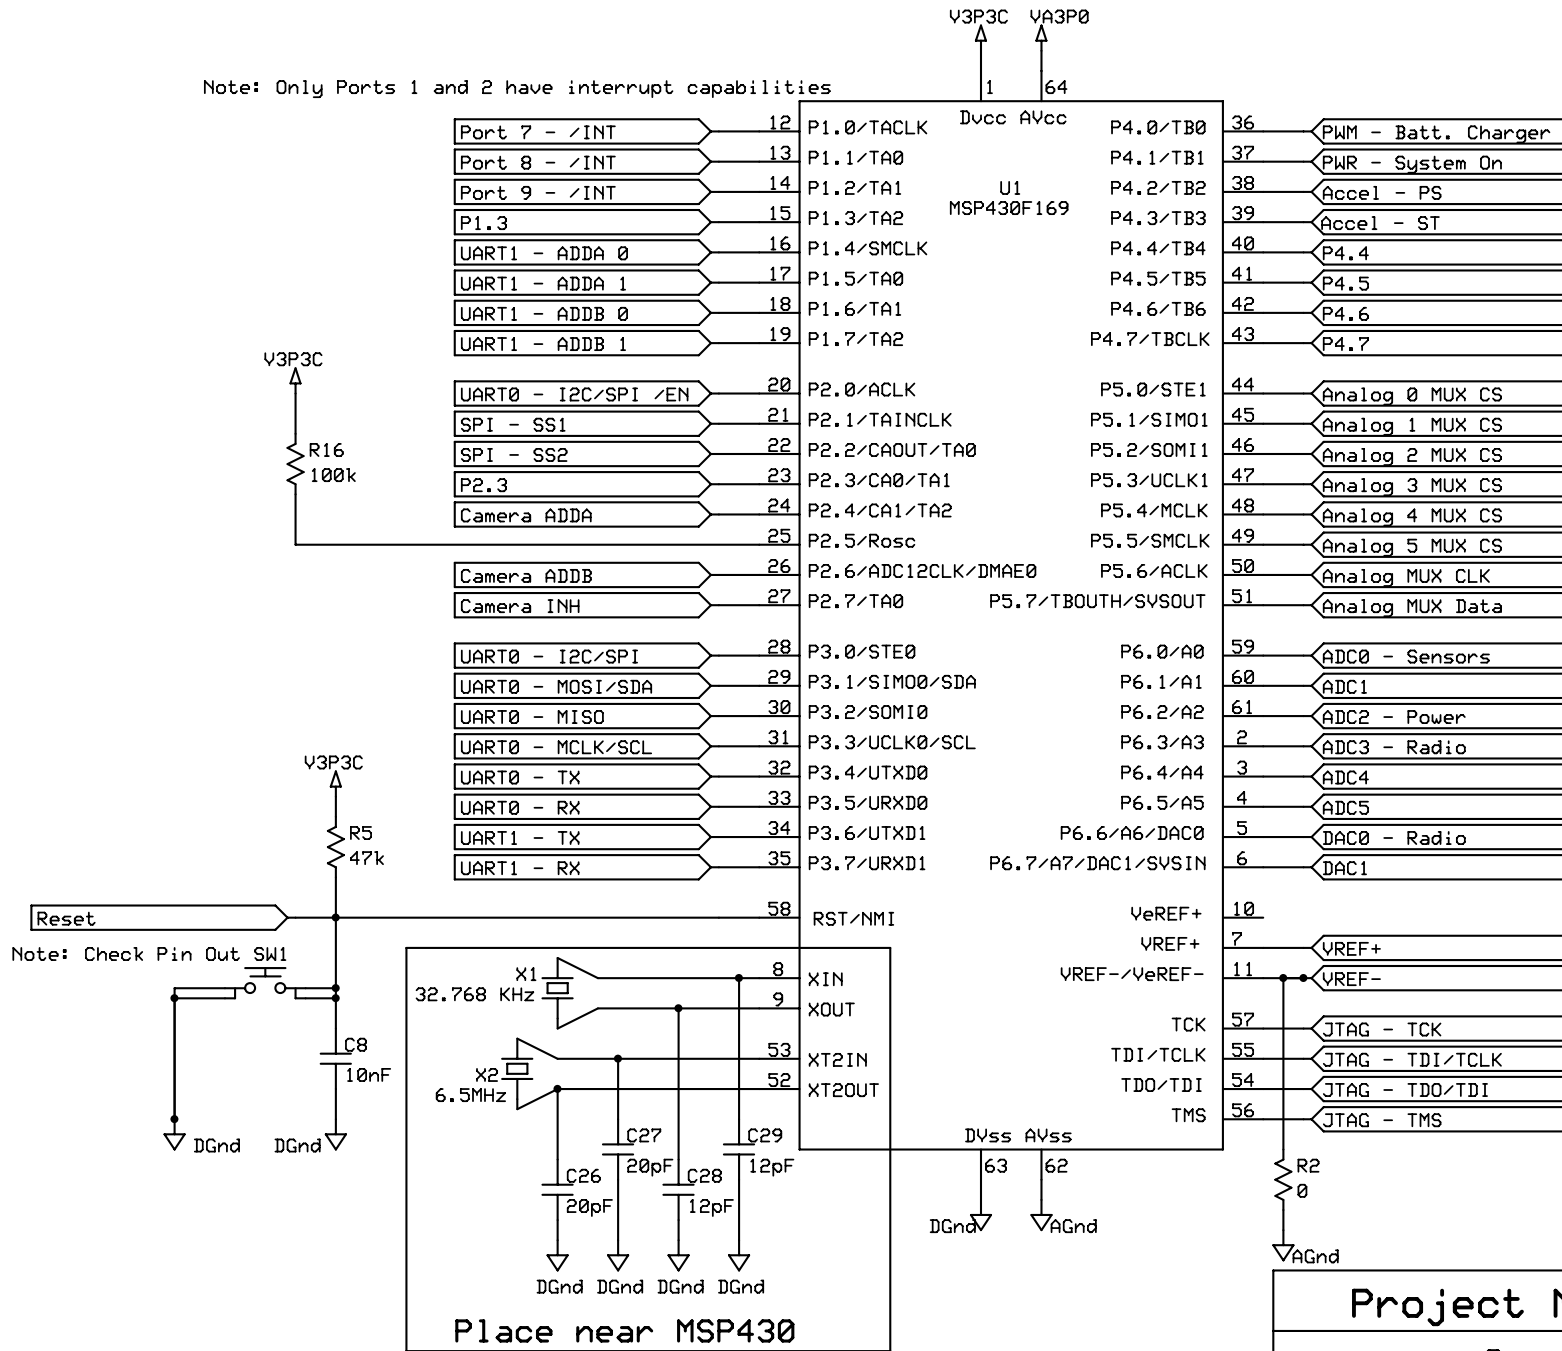 V3P3C VA3P0
Note: Only Ports 1 and 2 have interrupt capabilities
1 64
Dvcc AVcc
U1
MSP430F169
Port 7 - /INT 12 P1.0/TACLK
Port 8 - /INT 13 P1.1/TA0
Port 9 - /INT 14 P1.2/TA1
P1.3 15 P1.3/TA2
UART1 - ADDA 0 16 P1.4/SMCLK
UART1 - ADDA 1 17 P1.5/TA0
UART1 - ADDB 0 18 P1.6/TA1
UART1 - ADDB 1 19 P1.7/TA2
V3P3C
R16
100k
UART0 - I2C/SPI /EN 20 P2.0/ACLK
SPI - SS1 21 P2.1/TAINCLK
SPI - SS2 22 P2.2/CAOUT/TA0
P2.3 23 P2.3/CA0/TA1
Camera ADDA 24 P2.4/CA1/TA2
25 P2.5/Rosc
Camera ADDB 26 P2.6/ADC12CLK/DMAE0
Camera INH 27 P2.7/TA0
UART0 - I2C/SPI 28 P3.0/STE0
UART0 - MOSI/SDA 29 P3.1/SIMO0/SDA
UART0 - MISO 30 P3.2/SOMI0
UART0 - MCLK/SCL 31 P3.3/UCLK0/SCL
UART0 - TX 32 P3.4/UTXD0
UART0 - RX 33 P3.5/URXD0
UART1 - TX 34 P3.6/UTXD1
UART1 - RX 35 P3.7/URXD1
V3P3C
R5
47k
Reset 58 RST/NMI
Note: Check Pin Out SW1
C8
10nF
DGnd DGnd
X1
32.768 KHz
8 XIN
9 XOUT
X2
6.5MHz
53 XT2IN
52 XT2OUT
C27
20pF
C29
12pF
C26
20pF
C28
12pF
DGnd DGnd DGnd DGnd
Place near MSP430
P4.0/TB0 36 PWM - Batt. Charger
P4.1/TB1 37 PWR - System On
P4.2/TB2 38 Accel - PS
P4.3/TB3 39 Accel - ST
P4.4/TB4 40 P4.4
P4.5/TB5 41 P4.5
P4.6/TB6 42 P4.6
P4.7/TBCLK 43 P4.7
P5.0/STE1 44 Analog 0 MUX CS
P5.1/SIMO1 45 Analog 1 MUX CS
P5.2/SOMI1 46 Analog 2 MUX CS
P5.3/UCLK1 47 Analog 3 MUX CS
P5.4/MCLK 48 Analog 4 MUX CS
P5.5/SMCLK 49 Analog 5 MUX CS
P5.6/ACLK 50 Analog MUX CLK
P5.7/TBOUTH/SVSOUT 51 Analog MUX Data
P6.0/A0 59 ADC0 - Sensors
P6.1/A1 60 ADC1
P6.2/A2 61 ADC2 - Power
P6.3/A3 2 ADC3 - Radio
P6.4/A4 3 ADC4
P6.5/A5 4 ADC5
P6.6/A6/DAC0 5 DAC0 - Radio
P6.7/A7/DAC1/SVSIN 6 DAC1
VeREF+ 10
VREF+ 7 VREF+
VREF-/VeREF- 11 VREF-
TCK 57 JTAG - TCK
TDI/TCLK 55 JTAG - TDI/TCLK
TDO/TDI 54 JTAG - TDO/TDI
TMS 56 JTAG - TMS
DVss AVss
63 62
DGnd AGnd
R2
0
AGnd
Project